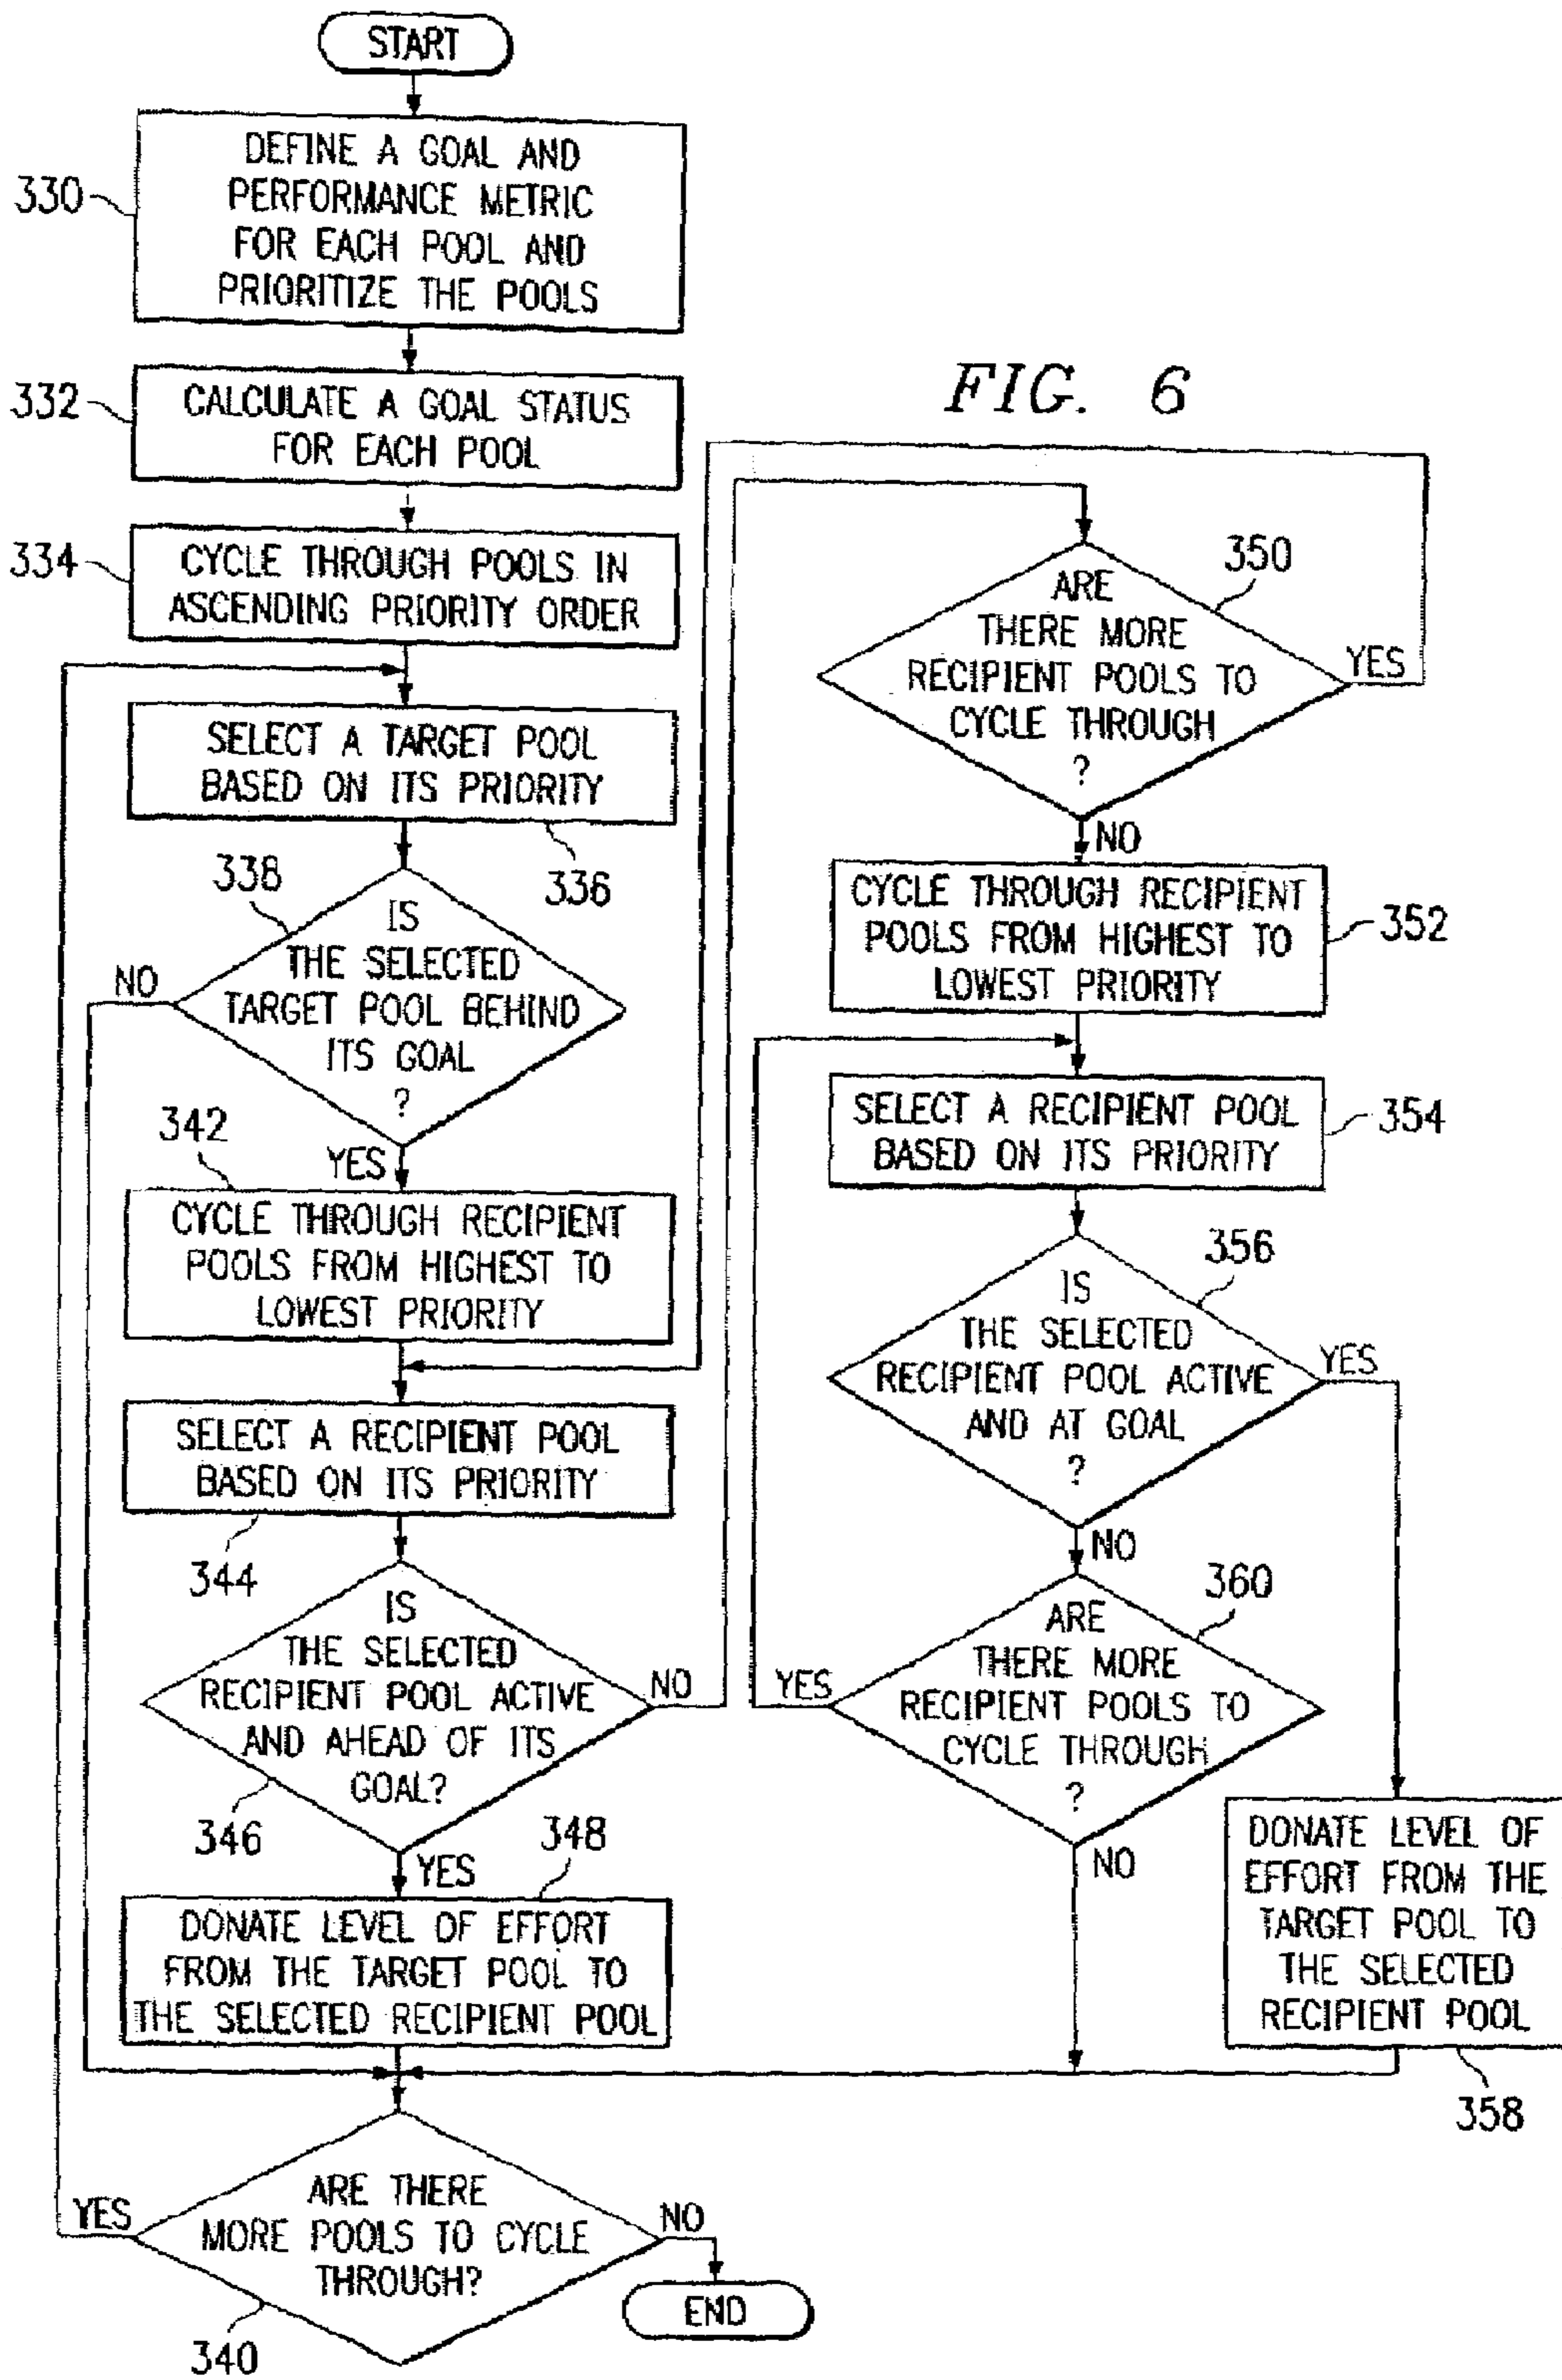 START
330
DEFINE A GOAL AND
PERFORMANCE METRIC
FOR EACH POOL AND
PRIORITIZE THE POOLS
332
CALCULATE A GOAL STATUS
FOR EACH POOL
334
CYCLE THROUGH POOLS IN
ASCENDING PRIORITY ORDER
SELECT A TARGET POOL
BASED ON ITS PRIORITY
336
338
IS
THE SELECTED
TARGET POOL BEHIND
ITS GOAL
?
NO
YES
342
CYCLE THROUGH RECIPIENT
POOLS FROM HIGHEST TO
LOWEST PRIORITY
SELECT A RECIPIENT POOL
BASED ON ITS PRIORITY
344
IS
THE SELECTED
RECIPIENT POOL ACTIVE
AND AHEAD OF ITS
GOAL?
NO
346
YES
348
DONATE LEVEL OF EFFORT
FROM THE TARGET POOL TO
THE SELECTED RECIPIENT POOL
ARE THERE
MORE POOLS TO CYCLE
THROUGH?
YES
NO
340
END
FIG. 6
350
ARE
THERE MORE
RECIPIENT POOLS TO
CYCLE THROUGH
?
YES
NO
CYCLE THROUGH RECIPIENT
POOLS FROM HIGHEST TO
LOWEST PRIORITY
352
SELECT A RECIPIENT POOL
BASED ON ITS PRIORITY
354
356
IS
THE SELECTED
RECIPIENT POOL ACTIVE
AND AT GOAL
?
YES
NO
360
ARE
THERE MORE
RECIPIENT POOLS TO
CYCLE THROUGH
?
YES
NO
DONATE LEVEL OF
EFFORT FROM THE
TARGET POOL TO
THE SELECTED
RECIPIENT POOL
358